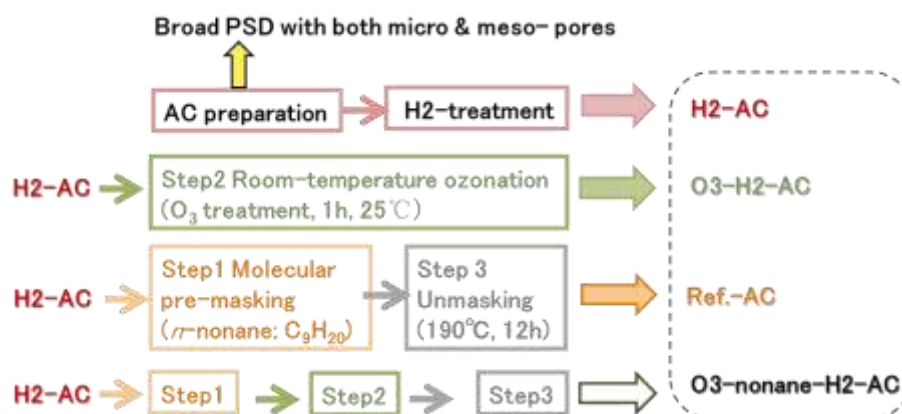 Broad PSD with both micro & meso- pores
AC preparation
H2-treatment
H2-AC
H2-AC
Step2 Room-temperature ozonation
(O₃ treatment, 1h, 25℃)
O3-H2-AC
H2-AC
Step1 Molecular
pre-masking
(n-nonane: C₉H₂₀)
Step 3
Unmasking
(190℃, 12h)
Ref.-AC
H2-AC
Step1
Step2
Step3
O3-nonane-H2-AC